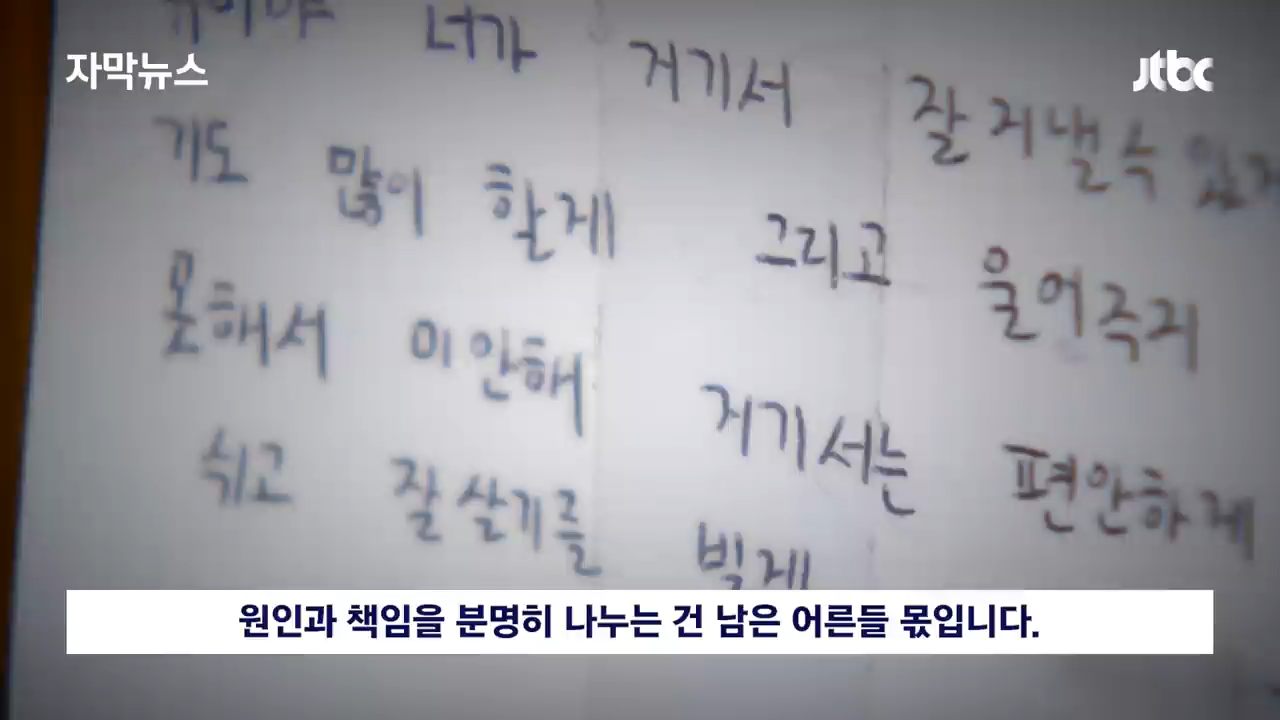 자막뉴스
jtbc
너가 거기서 잘 지낼 수 있게
기도 많이 할게 그리고 울어주지
못해서 미안해 거기서는 편안하게
쉬고 잘 살기를 빌게
원인과 책임을 분명히 나누는 건 남은 어른들 몫입니다.